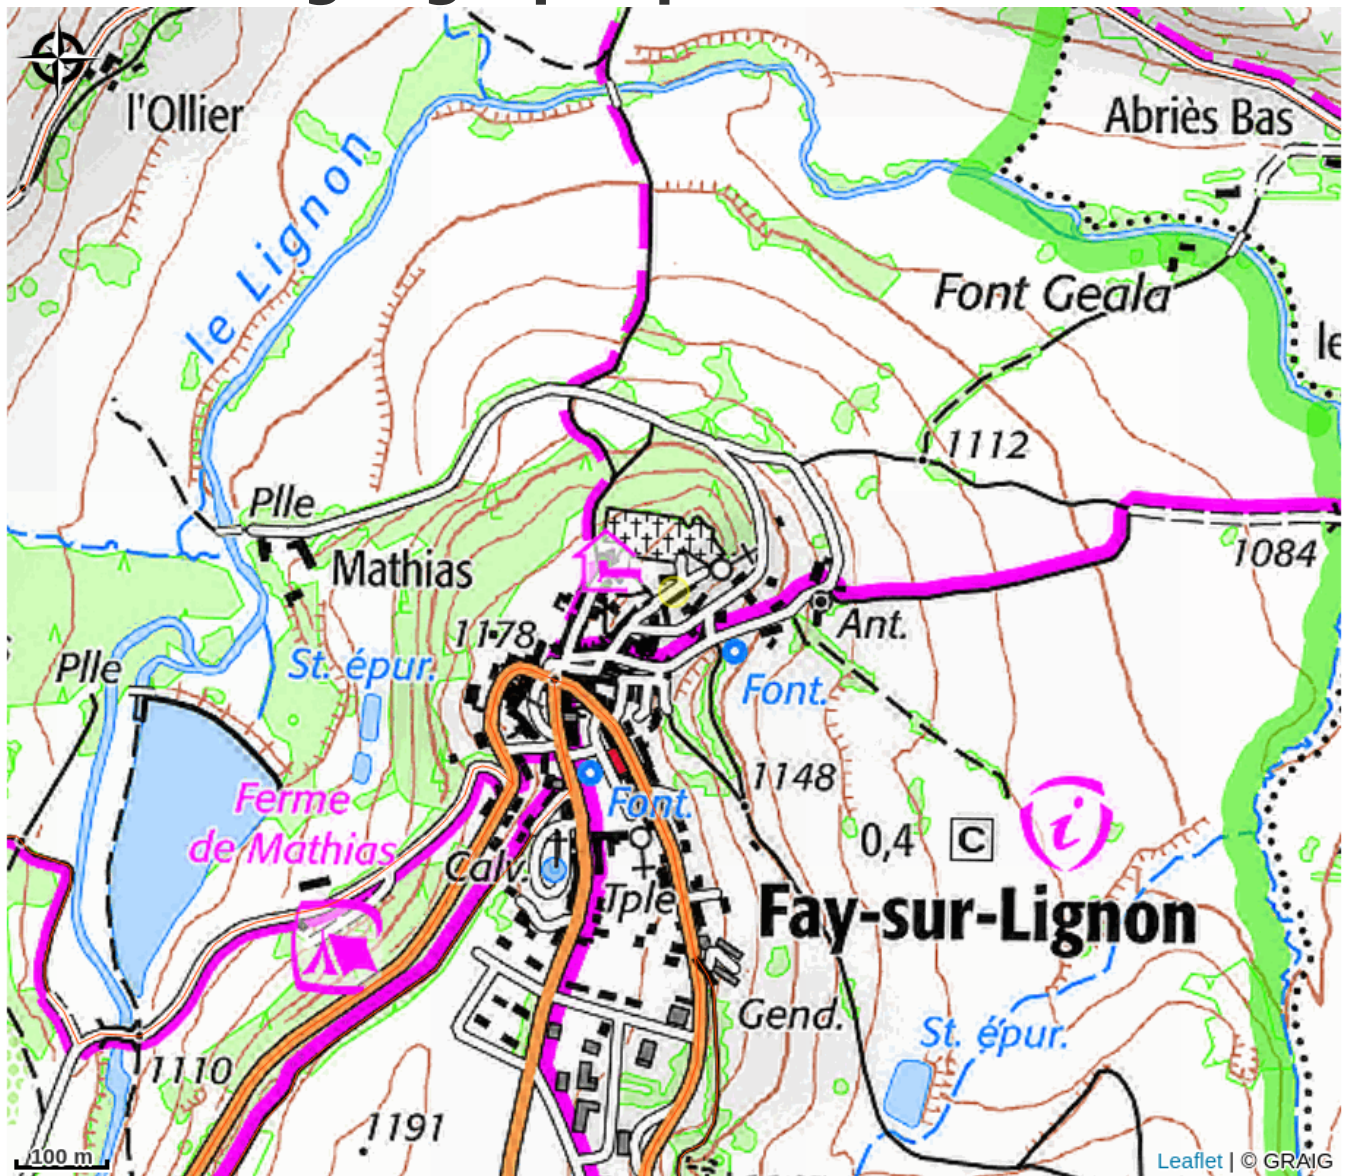 l'Ollier
Abriès Bas
le Lignon
Font Geala
le
1112
Plle
1084
Mathias
Ant.
1178
Plle
St. épur.
Font.
1148
Ferme
de Mathias
Font.
0,4
C
i
Calv.
Tple
Fay-sur-Lignon
Gend.
St. épur.
1110
1191
100 m
Leaflet | © GRAIG